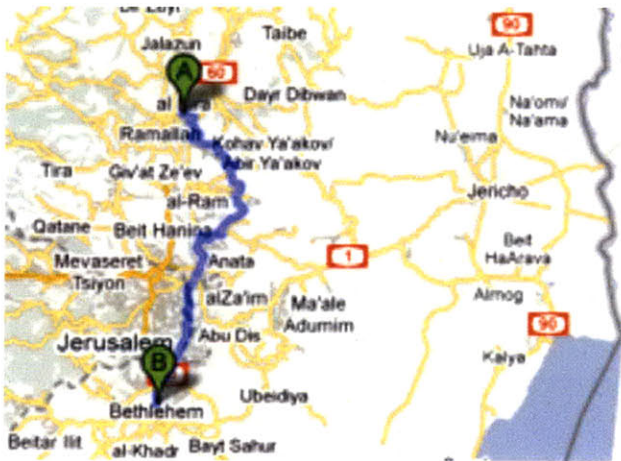 90
Taibe
Jalazun
Uja A-Tahta
A
60
Dayr Dibwan
Na'omi/
Na'ama
Ramallah
Kohav Ya'akov/
Abir Ya'akov
Nu'eima
Tira
Giv'at Ze'ev
Jericho
al-Ram
Qatane
Beit Hanina
Beit
HaArava
1
Mevaseret
Tsiyon
Anata
alZa'im
Ma'ale
Adumim
Almog
90
Jerusalem
Abu Dis
B
Kalya
Ubeidiya
Bethlehem
Beitar Ilit
al-Khadr
Bayt Sahur